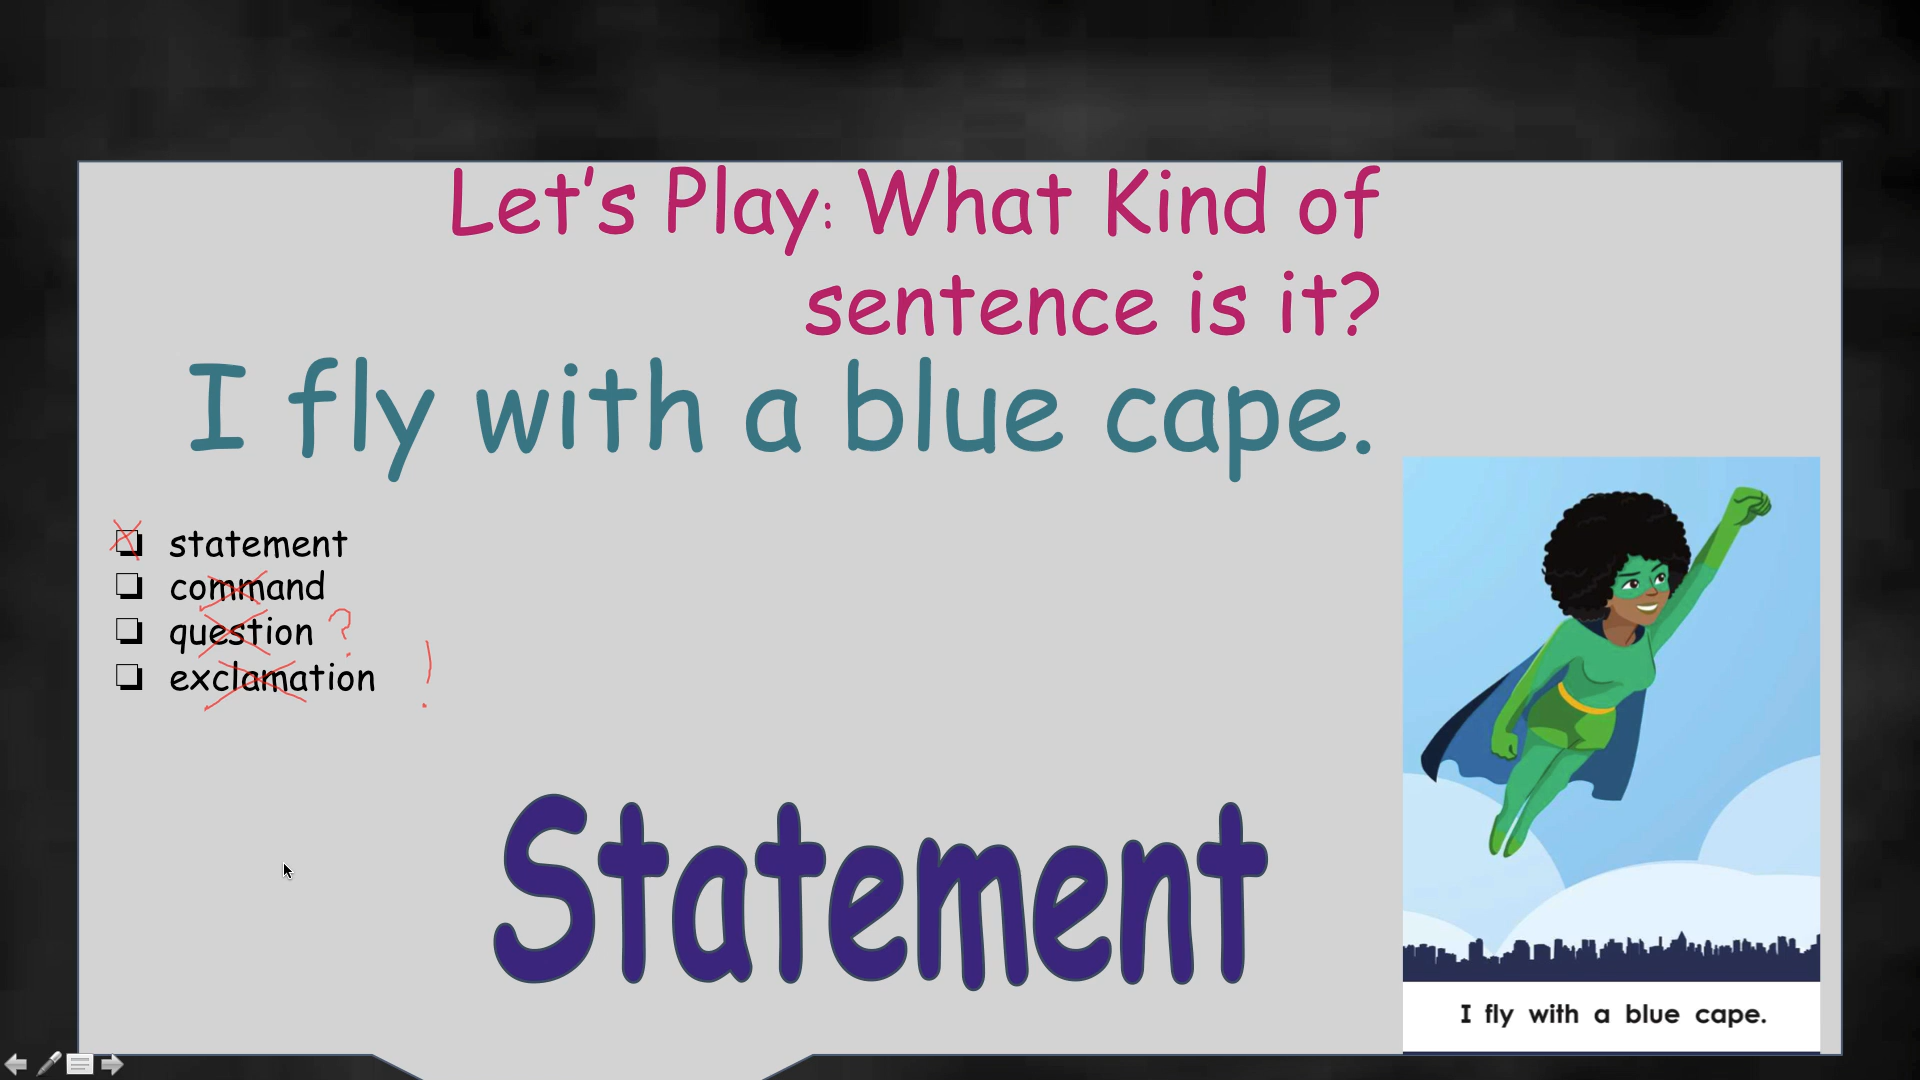 Let's Play: What Kind of
sentence is it?
I fly with a blue cape.
statement
command
question ?
exclamation !
Statement
I fly with a blue cape.